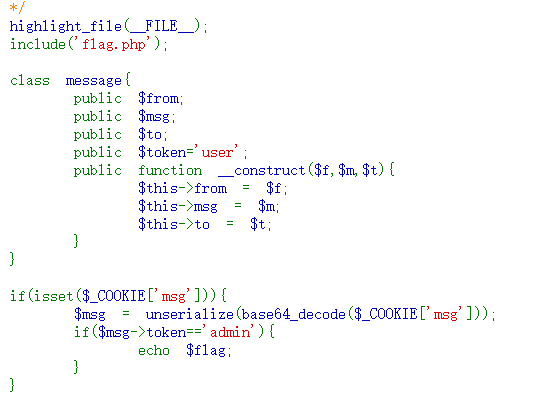 */
highlight_file(__FILE__);
include('flag.php');
class message{
public $from;
public $msg;
public $to;
public $token='user';
public function __construct($f,$m,$t){
$this->from = $f;
$this->msg = $m;
$this->to = $t;
}
}
if(isset($_COOKIE['msg'])){
$msg = unserialize(base64_decode($_COOKIE['msg']));
if($msg->token=='admin'){
echo $flag;
}
}